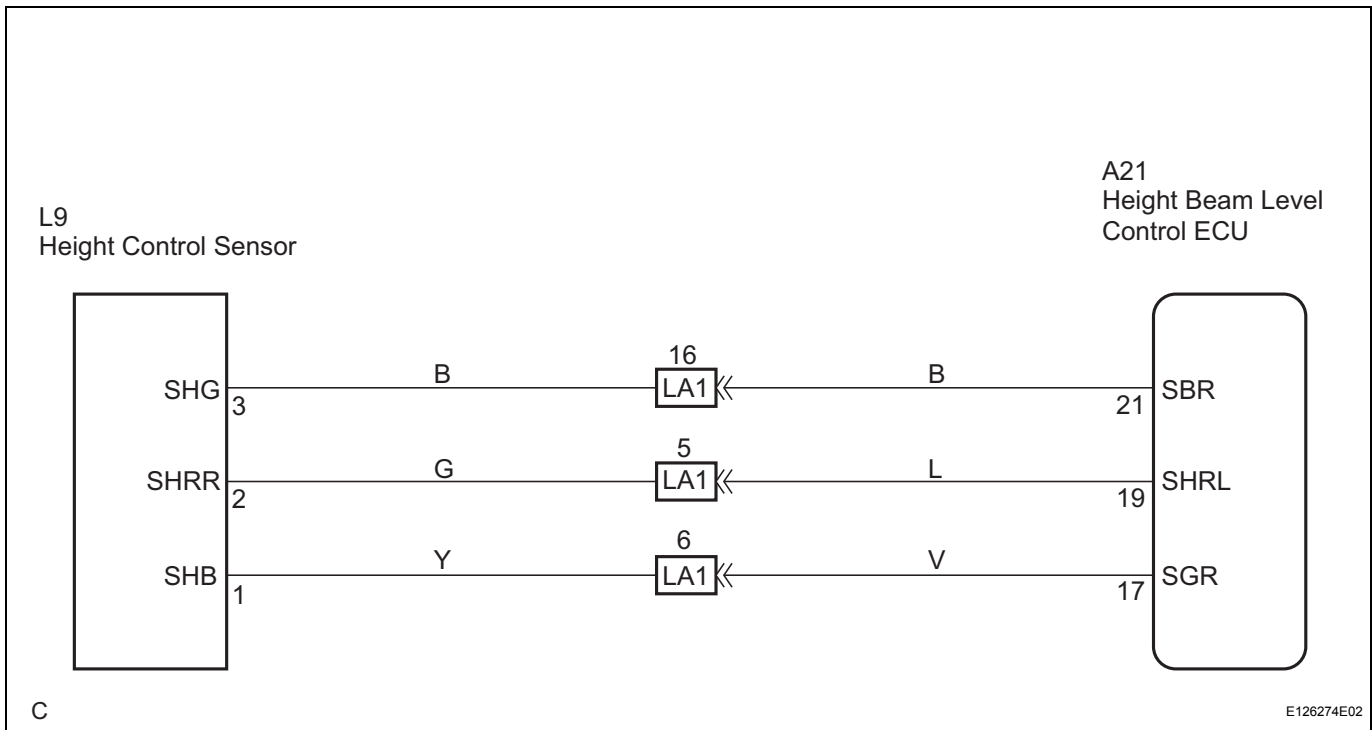 A21
Height Beam Level
Control ECU
L9
Height Control Sensor
SHG 3 B 16 LA1 B 21 SBR
SHRR 2 G 5 LA1 L 19 SHRL
SHB 1 Y 6 LA1 V 17 SGR
C
E126274E02